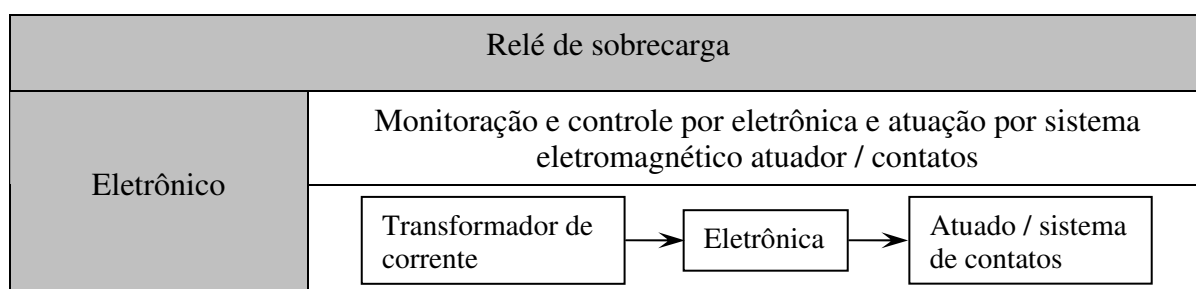 Relé de sobrecarga
Eletrônico
Monitoração e controle por eletrônica e atuação por sistema
eletromagnético atuador / contatos
Transformador de
corrente
Eletrônica
Atuado / sistema
de contatos